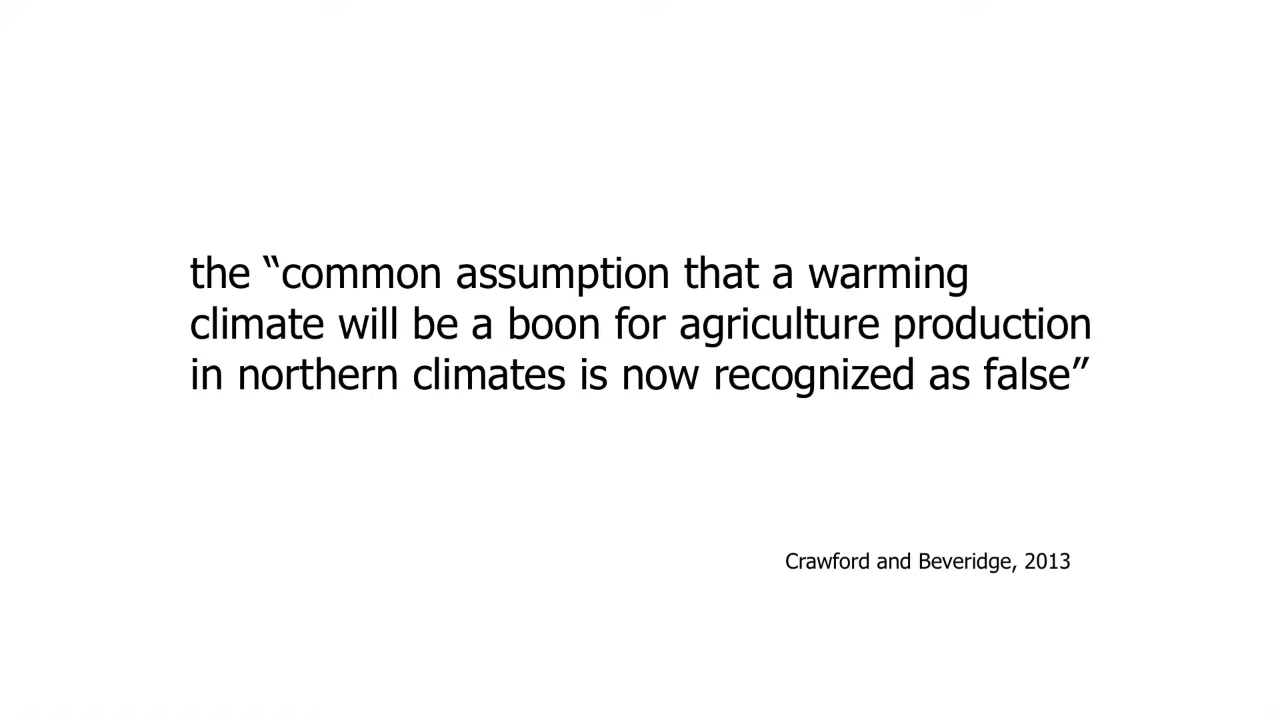 the “common assumption that a warming
climate will be a boon for agriculture production
in northern climates is now recognized as false”
Crawford and Beveridge, 2013